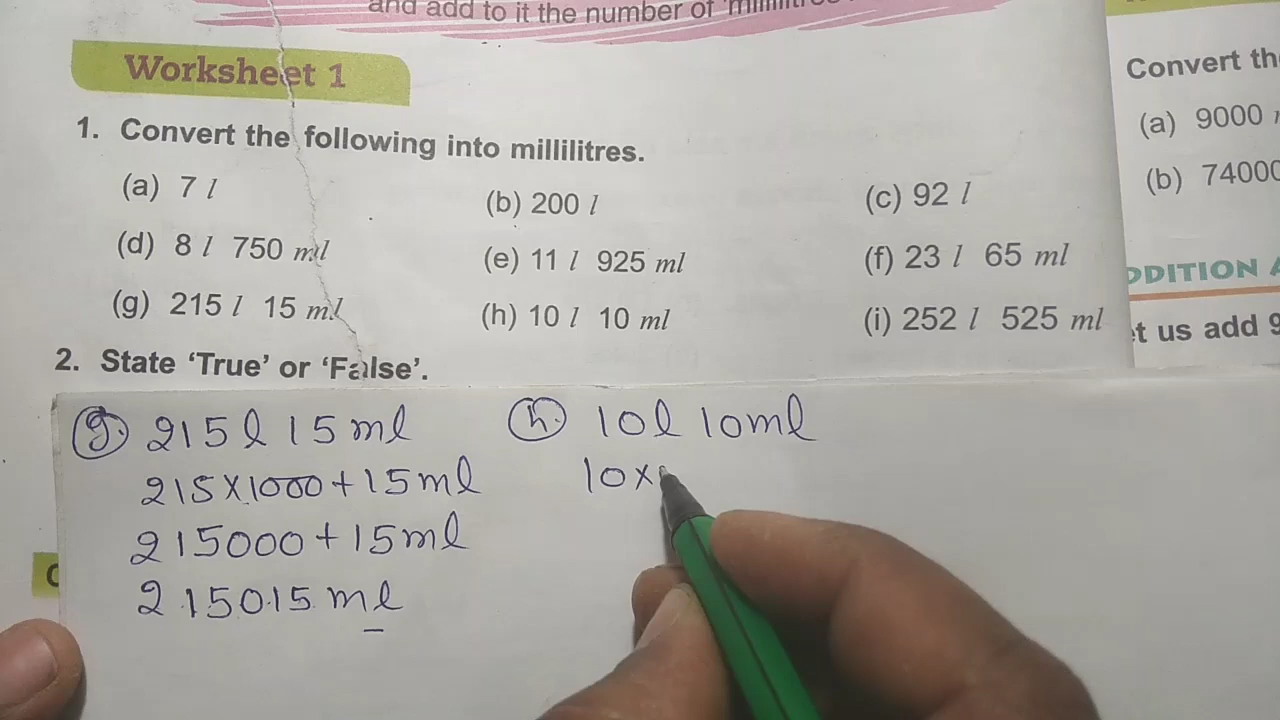 and add to it the number of
Worksheet 1
1. Convert the following into millilitres.
(a) 7 l (b) 200 l (c) 92 l
(d) 8 l 750 ml (e) 11 l 925 ml (f) 23 l 65 ml
(g) 215 l 15 ml (h) 10 l 10 ml (i) 252 l 525 ml
2. State ‘True’ or ‘False’.
g. 215 l 15 ml
215 x 1000 + 15 ml
215000 + 15 ml
215015 ml
h. 10 l 10 ml
10 x
Convert
(a) 9000
(b) 74000
us add 9